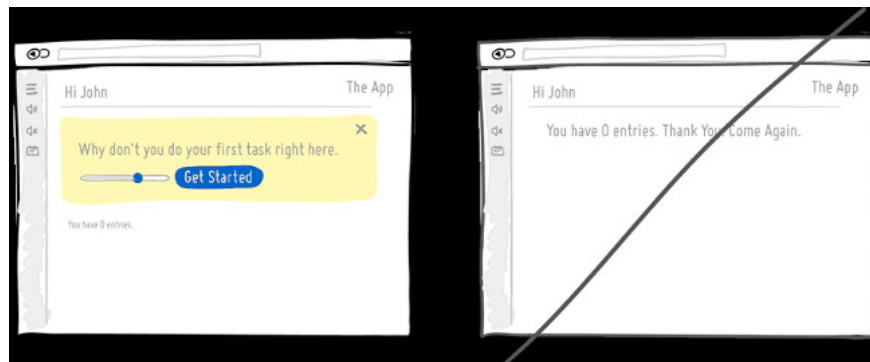 Hi John
The App
Why don't you do your first task right here.
Get Started
You have 0 entries.
Hi John
The App
You have 0 entries. Thank You. Come Again.